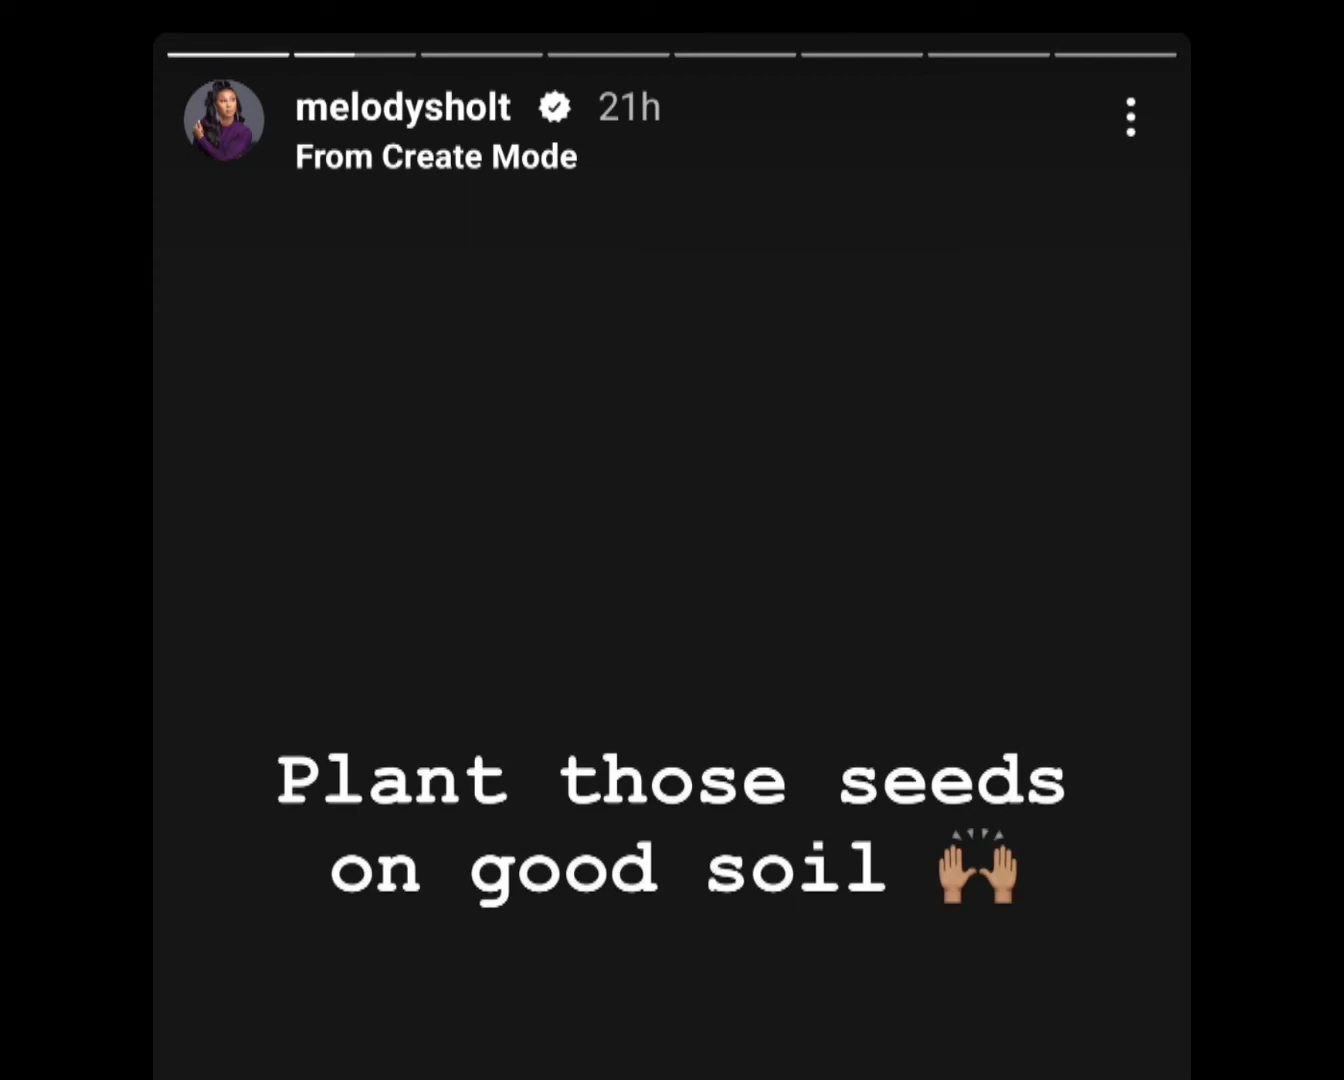 melodysholt 21h
From Create Mode
Plant those seeds
on good soil 🙌🏽